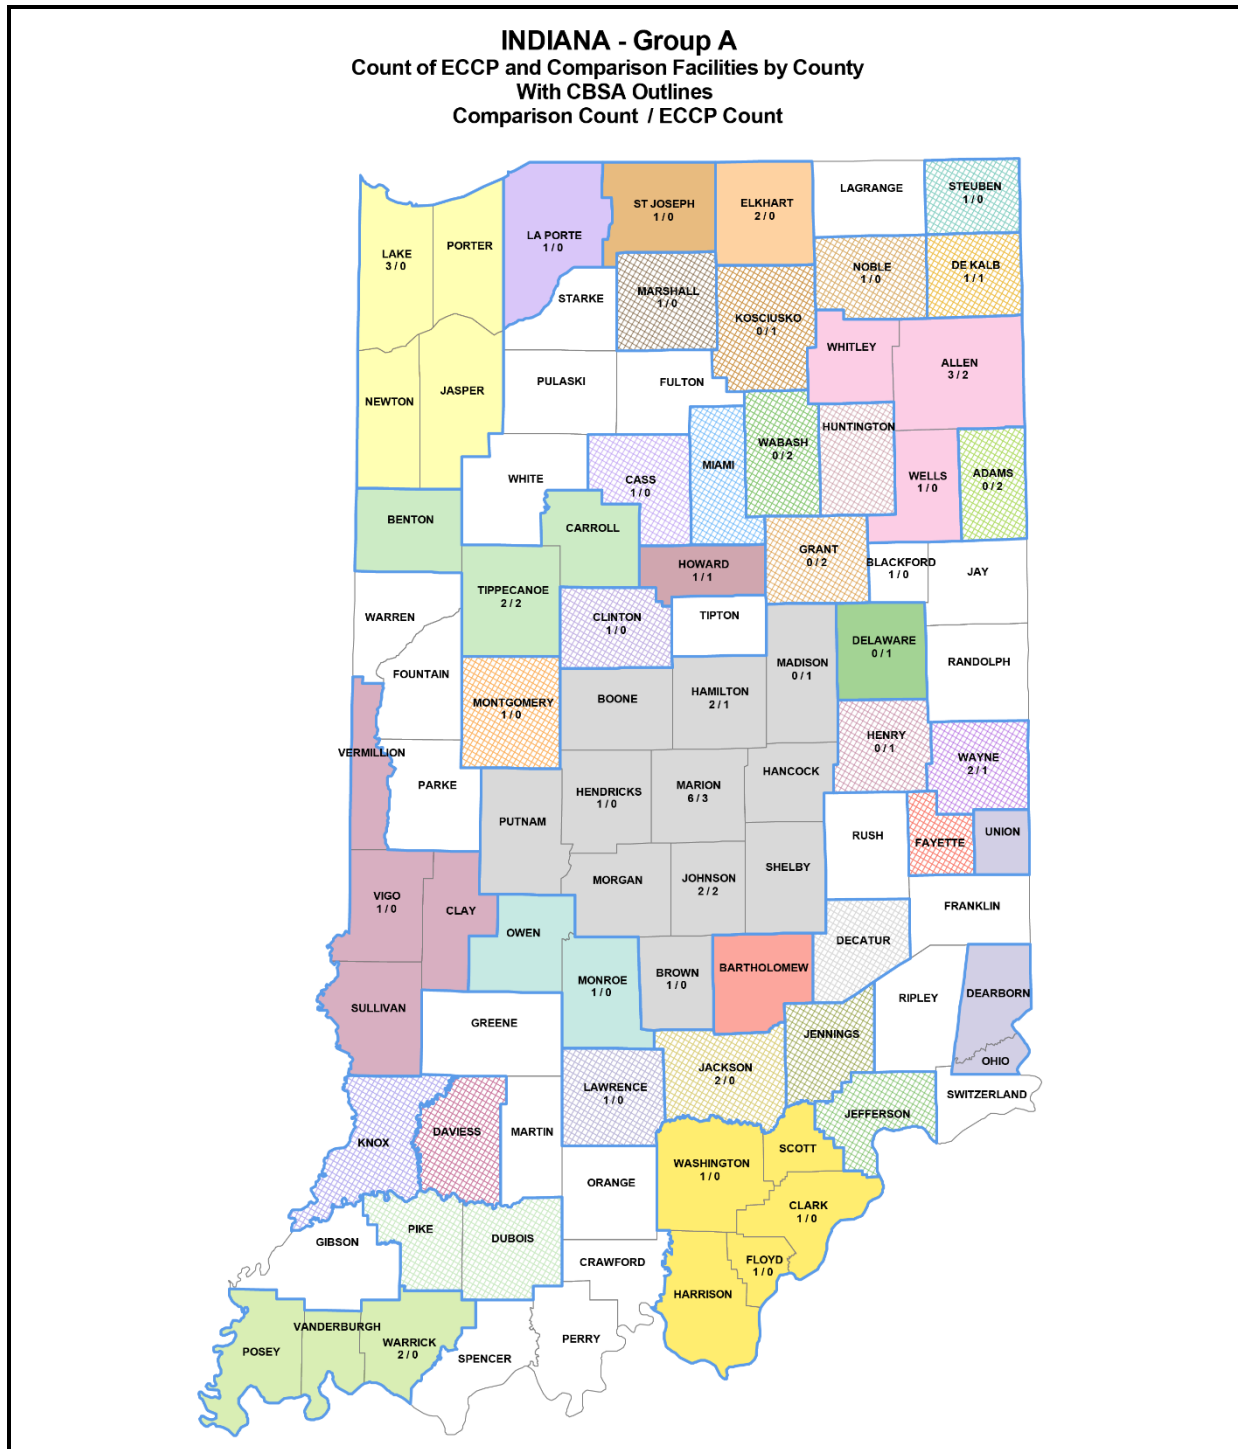 INDIANA - Group A
Count of ECCP and Comparison Facilities by County
With CBSA Outlines
Comparison Count / ECCP Count
LAGRANGE
STEUBEN
1 / 0
ST JOSEPH
1 / 0
ELKHART
2 / 0
LA PORTE
1 / 0
PORTER
LAKE
3 / 0
NOBLE
1 / 0
DE KALB
1 / 1
MARSHALL
1 / 0
STARKE
KOSCIUSKO
0 / 1
WHITLEY
ALLEN
3 / 2
PULASKI
FULTON
JASPER
NEWTON
HUNTINGTON
WABASH
0 / 2
MIAMI
WHITE
CASS
1 / 0
WELLS
1 / 0
ADAMS
0 / 2
BENTON
CARROLL
GRANT
0 / 2
HOWARD
1 / 1
BLACKFORD
1 / 0
JAY
TIPPECANOE
2 / 2
WARREN
CLINTON
1 / 0
TIPTON
DELAWARE
0 / 1
RANDOLPH
MADISON
0 / 1
FOUNTAIN
MONTGOMERY
1 / 0
BOONE
HAMILTON
2 / 1
HENRY
0 / 1
WAYNE
2 / 1
VERMILLION
PARKE
HENDRICKS
1 / 0
MARION
6 / 3
HANCOCK
PUTNAM
RUSH
FAYETTE
UNION
SHELBY
MORGAN
JOHNSON
2 / 2
VIGO
1 / 0
CLAY
FRANKLIN
OWEN
DECATUR
MONROE
1 / 0
BROWN
1 / 0
BARTHOLOMEW
RIPLEY
DEARBORN
SULLIVAN
GREENE
JENNINGS
OHIO
JACKSON
2 / 0
LAWRENCE
1 / 0
SWITZERLAND
JEFFERSON
KNOX
DAVIESS
MARTIN
SCOTT
WASHINGTON
1 / 0
ORANGE
CLARK
1 / 0
PIKE
DUBOIS
GIBSON
CRAWFORD
FLOYD
1 / 0
HARRISON
VANDERBURGH
WARRICK
2 / 0
POSEY
SPENCER
PERRY